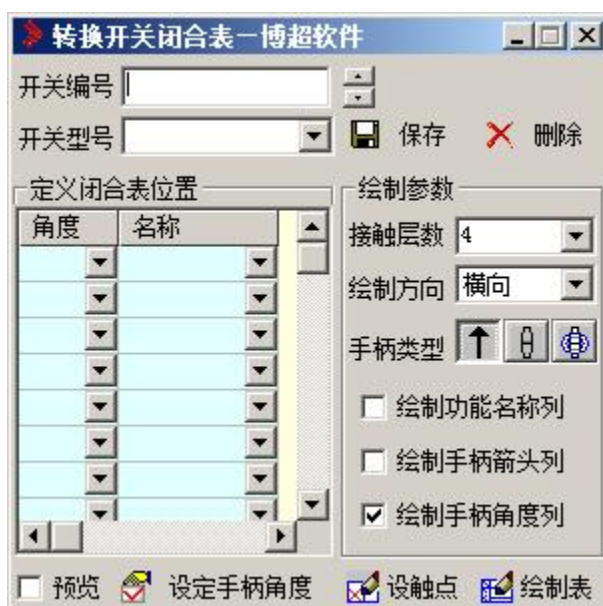 转换开关闭合表－博超软件
开关编号
开关型号 保存 删除
定义闭合表位置
角度 名称
绘制参数
接触层数 4
绘制方向 横向
手柄类型
绘制功能名称列
绘制手柄箭头列
绘制手柄角度列
预览 设定手柄角度 设触点 绘制表